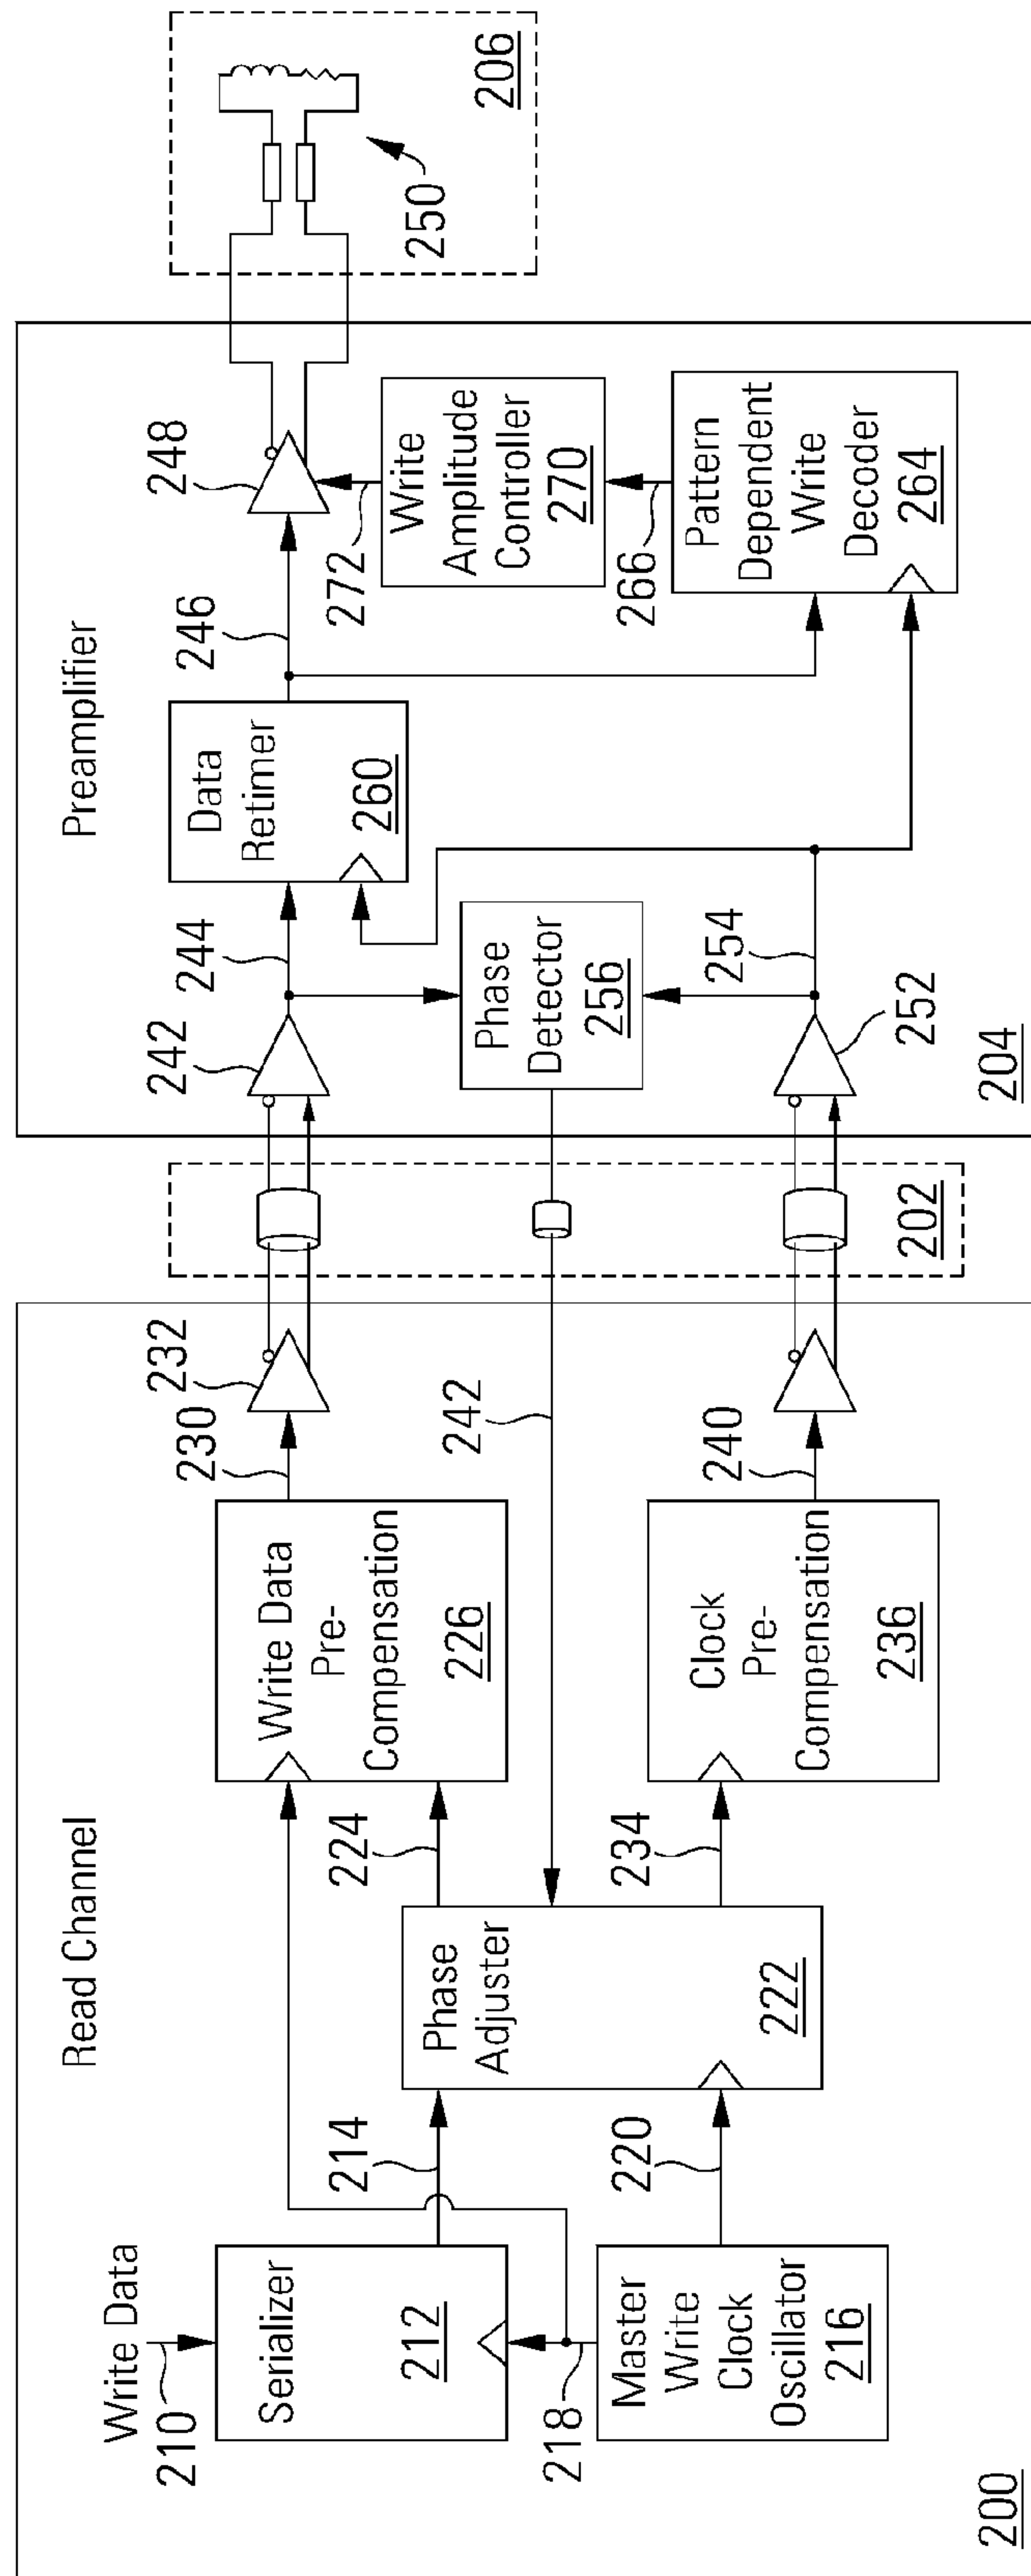 Read Channel
Write Data
210
Serializer
212
218
Master
Write
Clock
Oscillator
216
214
220
Phase
Adjuster
222
224
234
Write Data
Pre-
Compensation
226
Clock
Pre-
Compensation
236
230
232
242
240
200
202
Preamplifier
242
244
Phase
Detector
256
254
252
Data
Retimer
260
246
248
272
Write
Amplitude
Controller
270
266
Pattern
Dependent
Write
Decoder
264
204
250
206